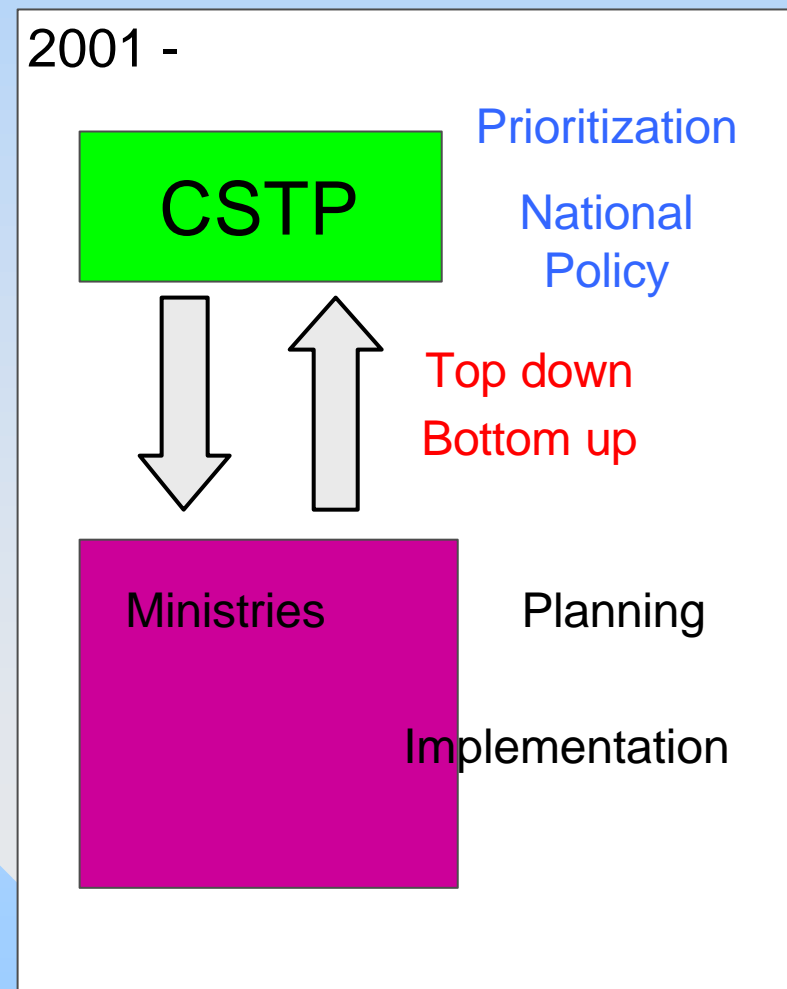 2001 -
Prioritization
CSTP
National
Policy
Top down
Bottom up
Ministries
Planning
Implementation